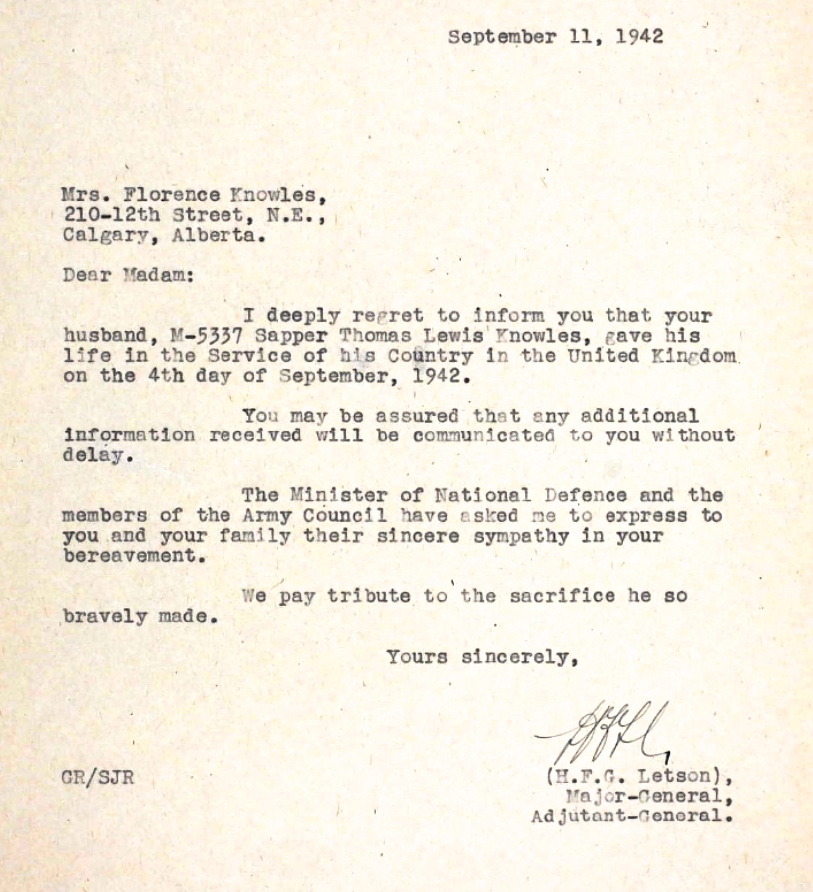 September 11, 1942
Mrs. Florence Knowles,
210-12th Street, N.E.,
Calgary, Alberta.
Dear Madam:
I deeply regret to inform you that your
husband, M-5337 Sapper Thomas Lewis Knowles, gave his
life in the Service of his Country in the United Kingdom
on the 4th day of September, 1942.
You may be assured that any additional
information received will be communicated to you without
delay.
The Minister of National Defence and the
members of the Army Council have asked me to express to
you and your family their sincere sympathy in your
bereavement.
We pay tribute to the sacrifice he so
bravely made.
Yours sincerely,
GR/SJR
(H.F.G. Letson),
Major-General,
Adjutant-General.